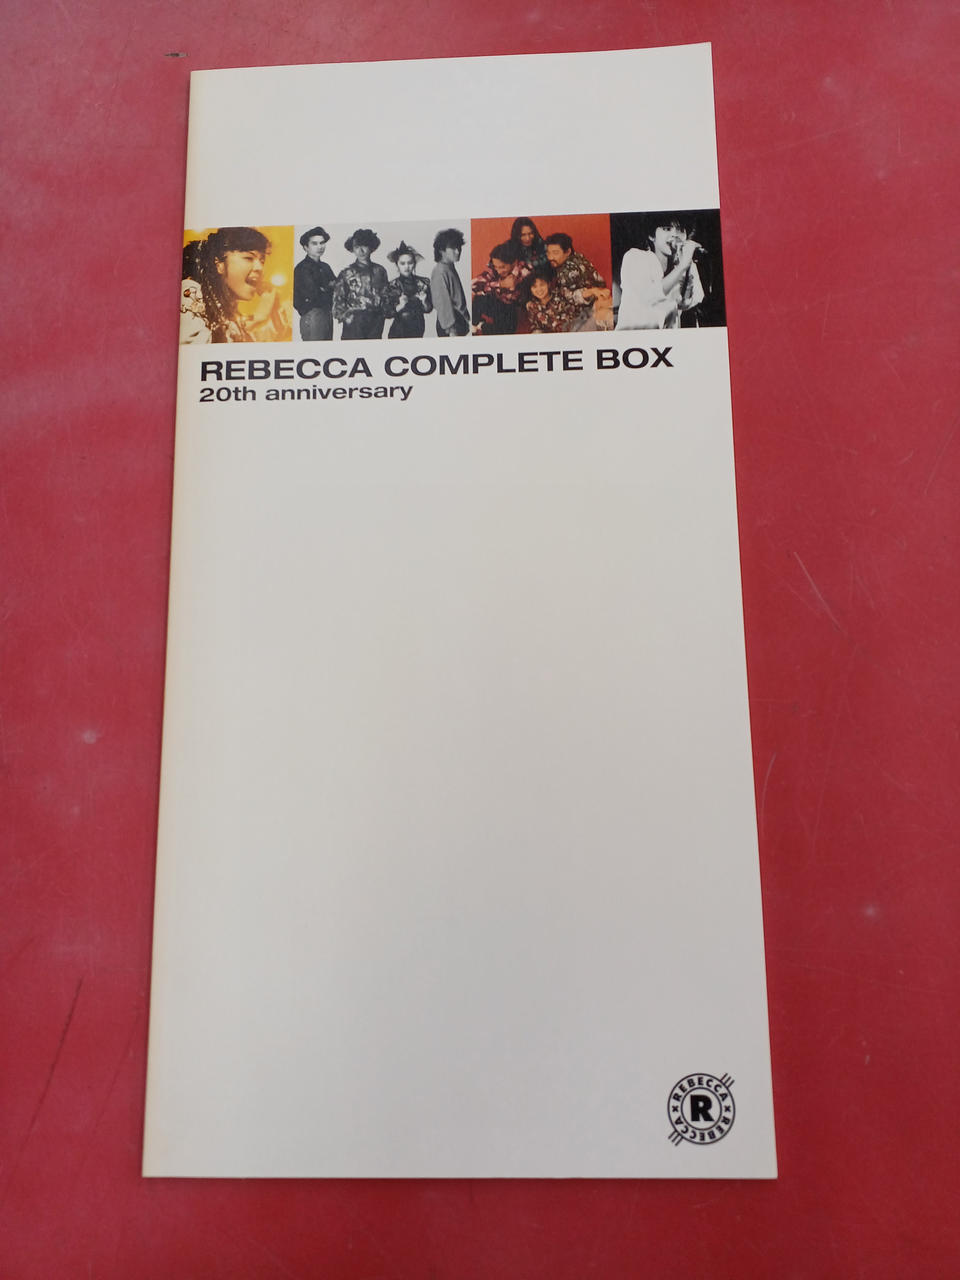 REBECCA COMPLETE BOX
20th anniversary
REBECCA × REBECCA ×
R